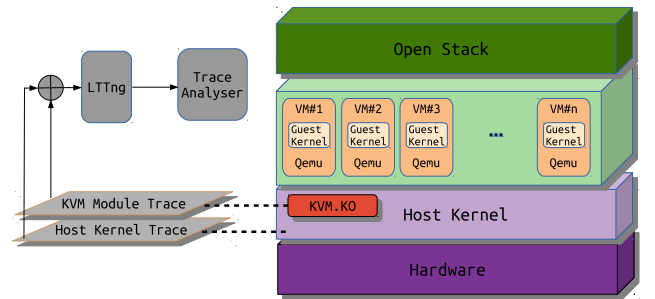 Open Stack
LTTng
Trace
Analyser
VM#1
Guest
Kernel
Qemu
VM#2
Guest
Kernel
Qemu
VM#3
Guest
Kernel
Qemu
...
VM#n
Guest
Kernel
Qemu
KVM Module Trace
KVM.KO
Host Kernel
Host Kernel Trace
Hardware